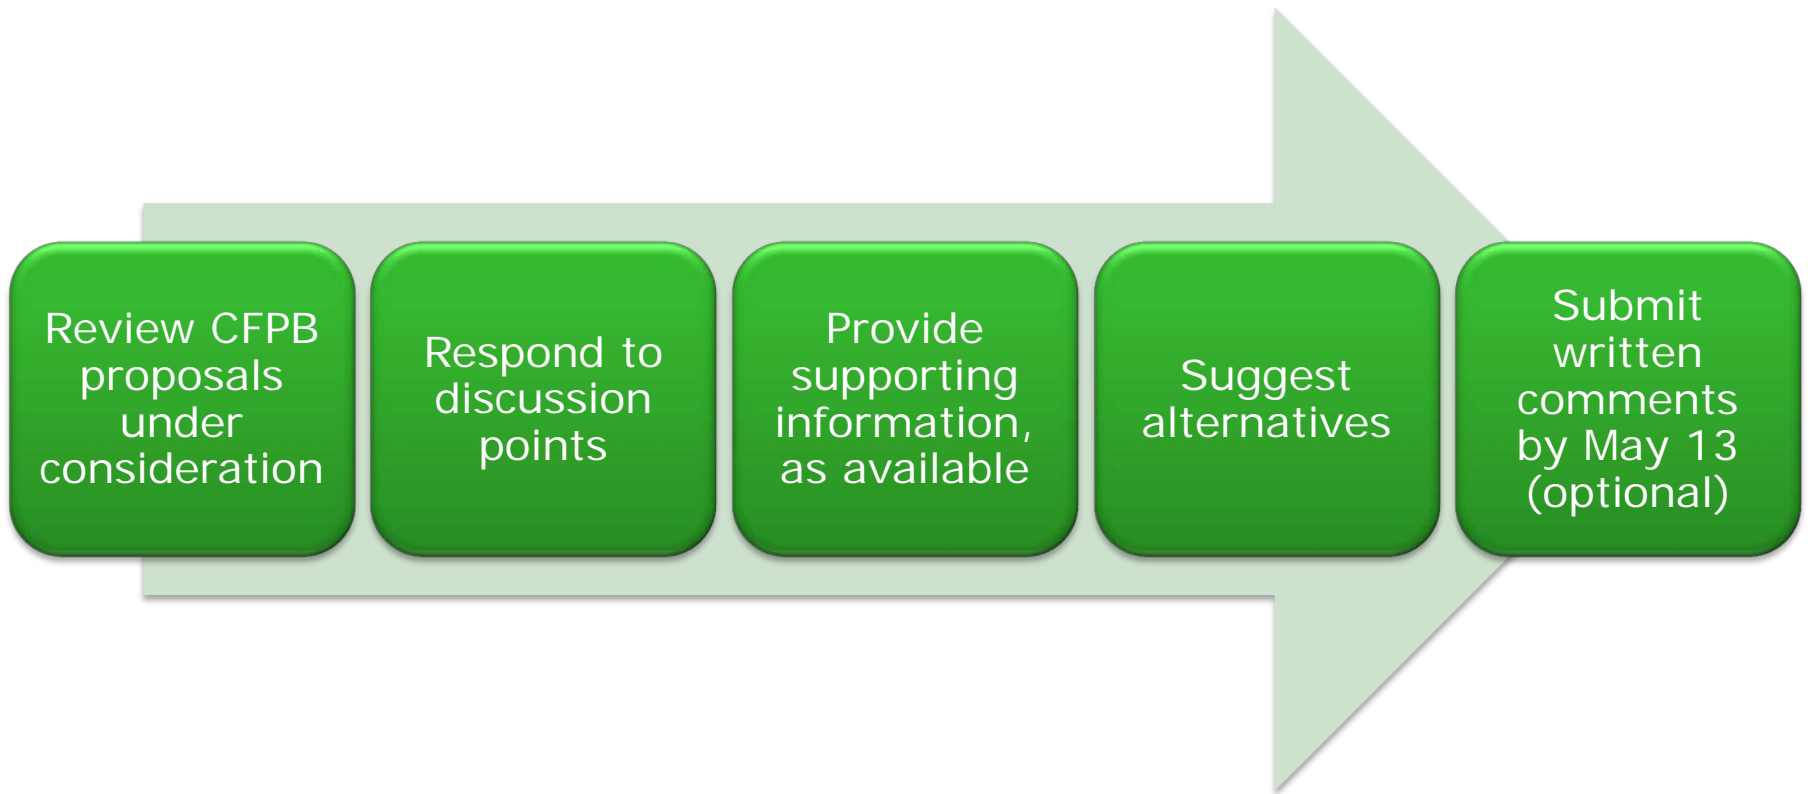 Review CFPB
proposals
under
consideration
Respond to
discussion
points
Provide
supporting
information,
as available
Suggest
alternatives
Submit
written
comments
by May 13
(optional)